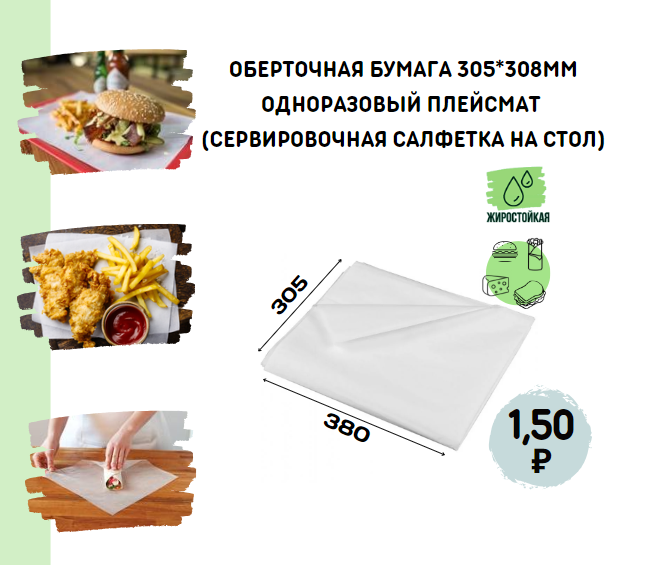 ОБЕРТОЧНАЯ БУМАГА 305*308ММ
ОДНОРАЗОВЫЙ ПЛЕЙСМАТ
(СЕРВИРОВОЧНАЯ САЛФЕТКА НА СТОЛ)
ЖИРОСТОЙКАЯ
305
380
1,50
₽